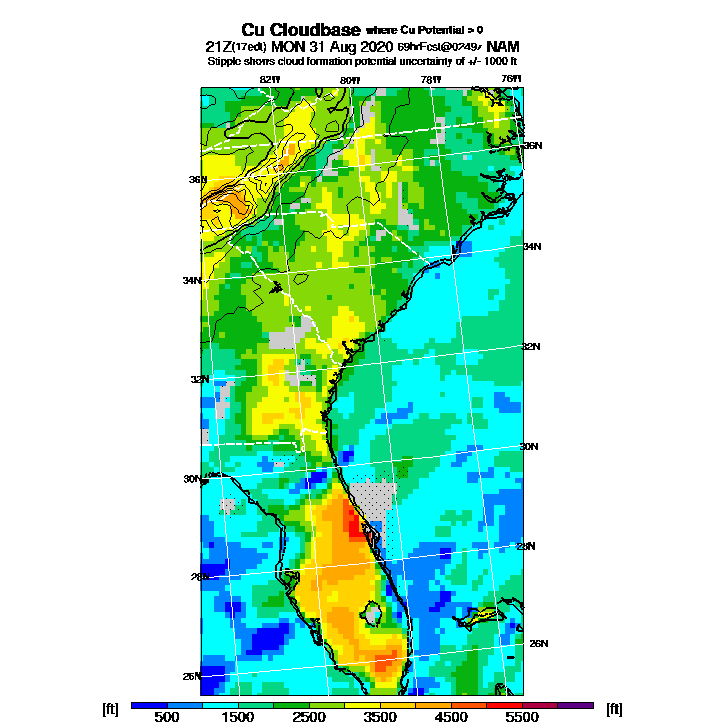 Cu Cloudbase where Cu Potential > 0
21Z(17edt) MON 31 Aug 2020 69hrFcst@0249z NAM
Stipple shows cloud formation potential uncertainty of +/- 1000 ft
82W 80W 78W 76W
36N 36N
34N 34N
32N 32N
30N 30N
28N 28N
26N 26N
[ft] 500 1500 2500 3500 4500 5500 [ft]